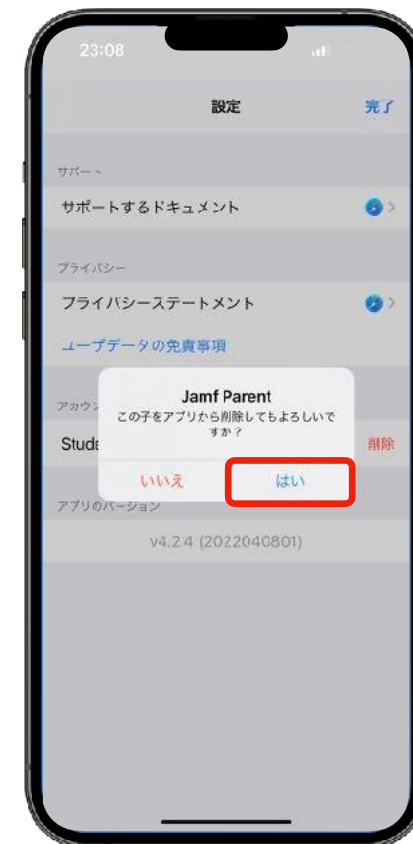 23:08
設定
完了
サポート
サポートするドキュメント
プライバシー
プライバシーステートメント
ユーザデータの免責事項
Jamf Parent
この子をアプリから削除してもよろしいで
すか？
アカウン
Stude
削除
いいえ
はい
アプリのバージョン
v4.2.4 (2022040801)